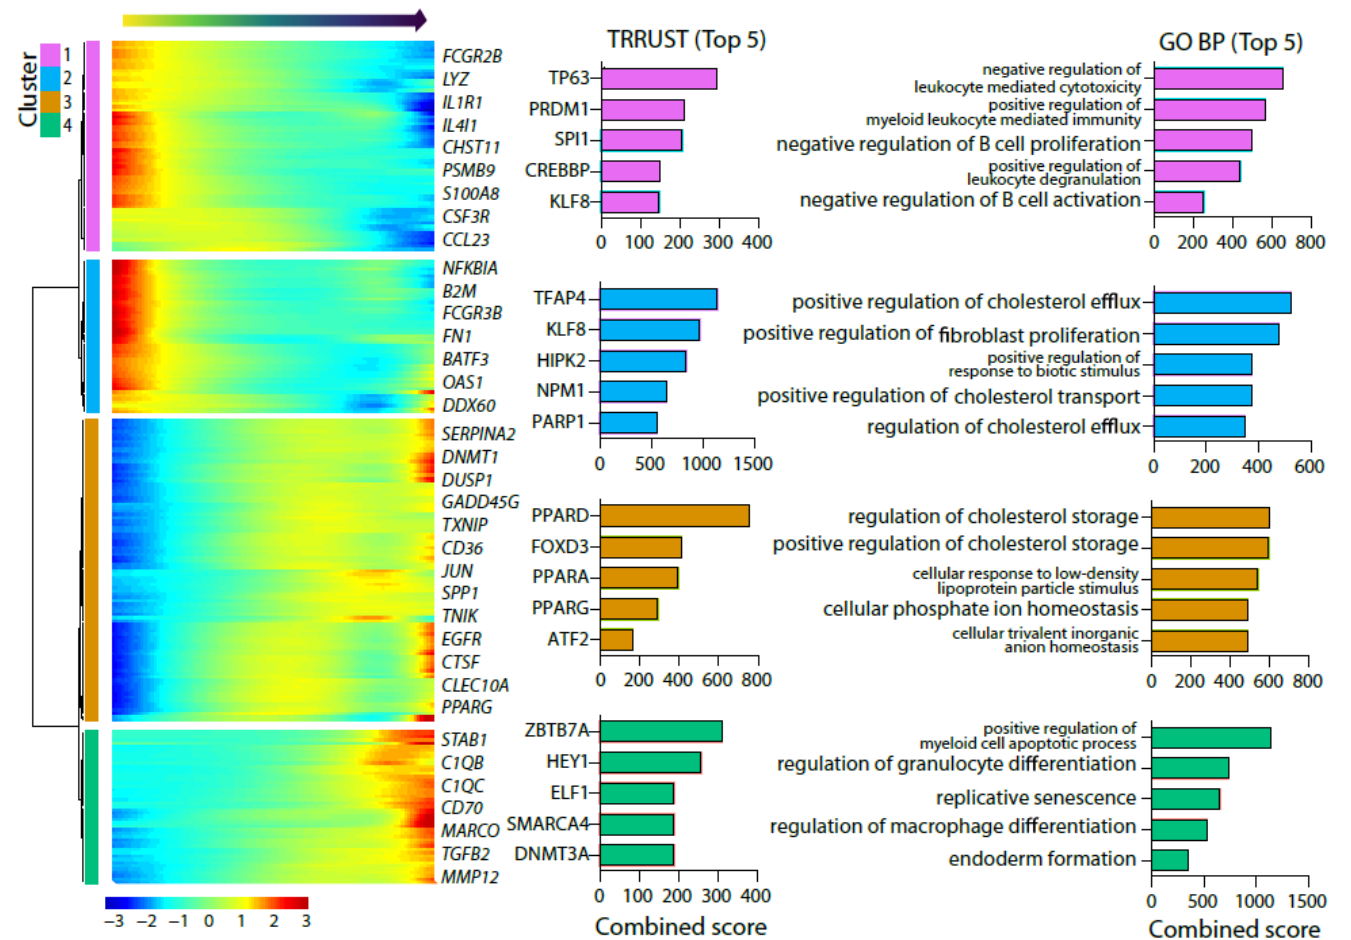 Cluster
1
2
3
4
FCGR2B
LYZ
IL1R1
IL4I1
CHST11
PSMB9
S100A8
CSF3R
CCL23
NFKBIA
B2M
FCGR3B
FN1
BATF3
OAS1
DDX60
SERPINA2
DNMT1
DUSP1
GADD45G
TXNIP
CD36
JUN
SPP1
TNIK
EGFR
CTSF
CLEC10A
PPARG
STAB1
C1QB
C1QC
CD70
MARCO
TGFB2
MMP12
−3 −2 −1 0 1 2 3
TRRUST (Top 5)
TP63
PRDM1
SPI1
CREBBP
KLF8
0 100 200 300 400
TFAP4
KLF8
HIPK2
NPM1
PARP1
0 500 1000 1500
PPARD
FOXD3
PPARA
PPARG
ATF2
0 200 400 600 800
ZBTB7A
HEY1
ELF1
SMARCA4
DNMT3A
0 100 200 300 400
Combined score
GO BP (Top 5)
negative regulation of
leukocyte mediated cytotoxicity
positive regulation of
myeloid leukocyte mediated immunity
negative regulation of B cell proliferation
positive regulation of
leukocyte degranulation
negative regulation of B cell activation
0 200 400 600 800
positive regulation of cholesterol efflux
positive regulation of fibroblast proliferation
positive regulation of
response to biotic stimulus
positive regulation of cholesterol transport
regulation of cholesterol efflux
0 200 400 600
regulation of cholesterol storage
positive regulation of cholesterol storage
cellular response to low-density
lipoprotein particle stimulus
cellular phosphate ion homeostasis
cellular trivalent inorganic
anion homeostasis
0 200 400 600 800
positive regulation of
myeloid cell apoptotic process
regulation of granulocyte differentiation
replicative senescence
regulation of macrophage differentiation
endoderm formation
0 500 1000 1500
Combined score